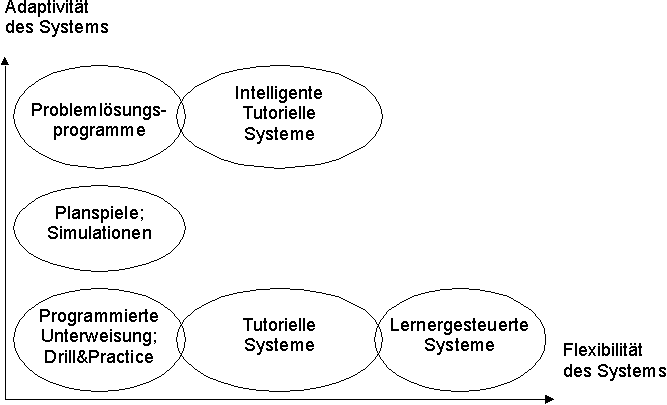 Adaptivität
des Systems
Problemlösungs-
programme
Intelligente
Tutorielle
Systeme
Planspiele;
Simulationen
Programmierte
Unterweisung;
Drill&Practice
Tutorielle
Systeme
Lernergesteuerte
Systeme
Flexibilität
des Systems